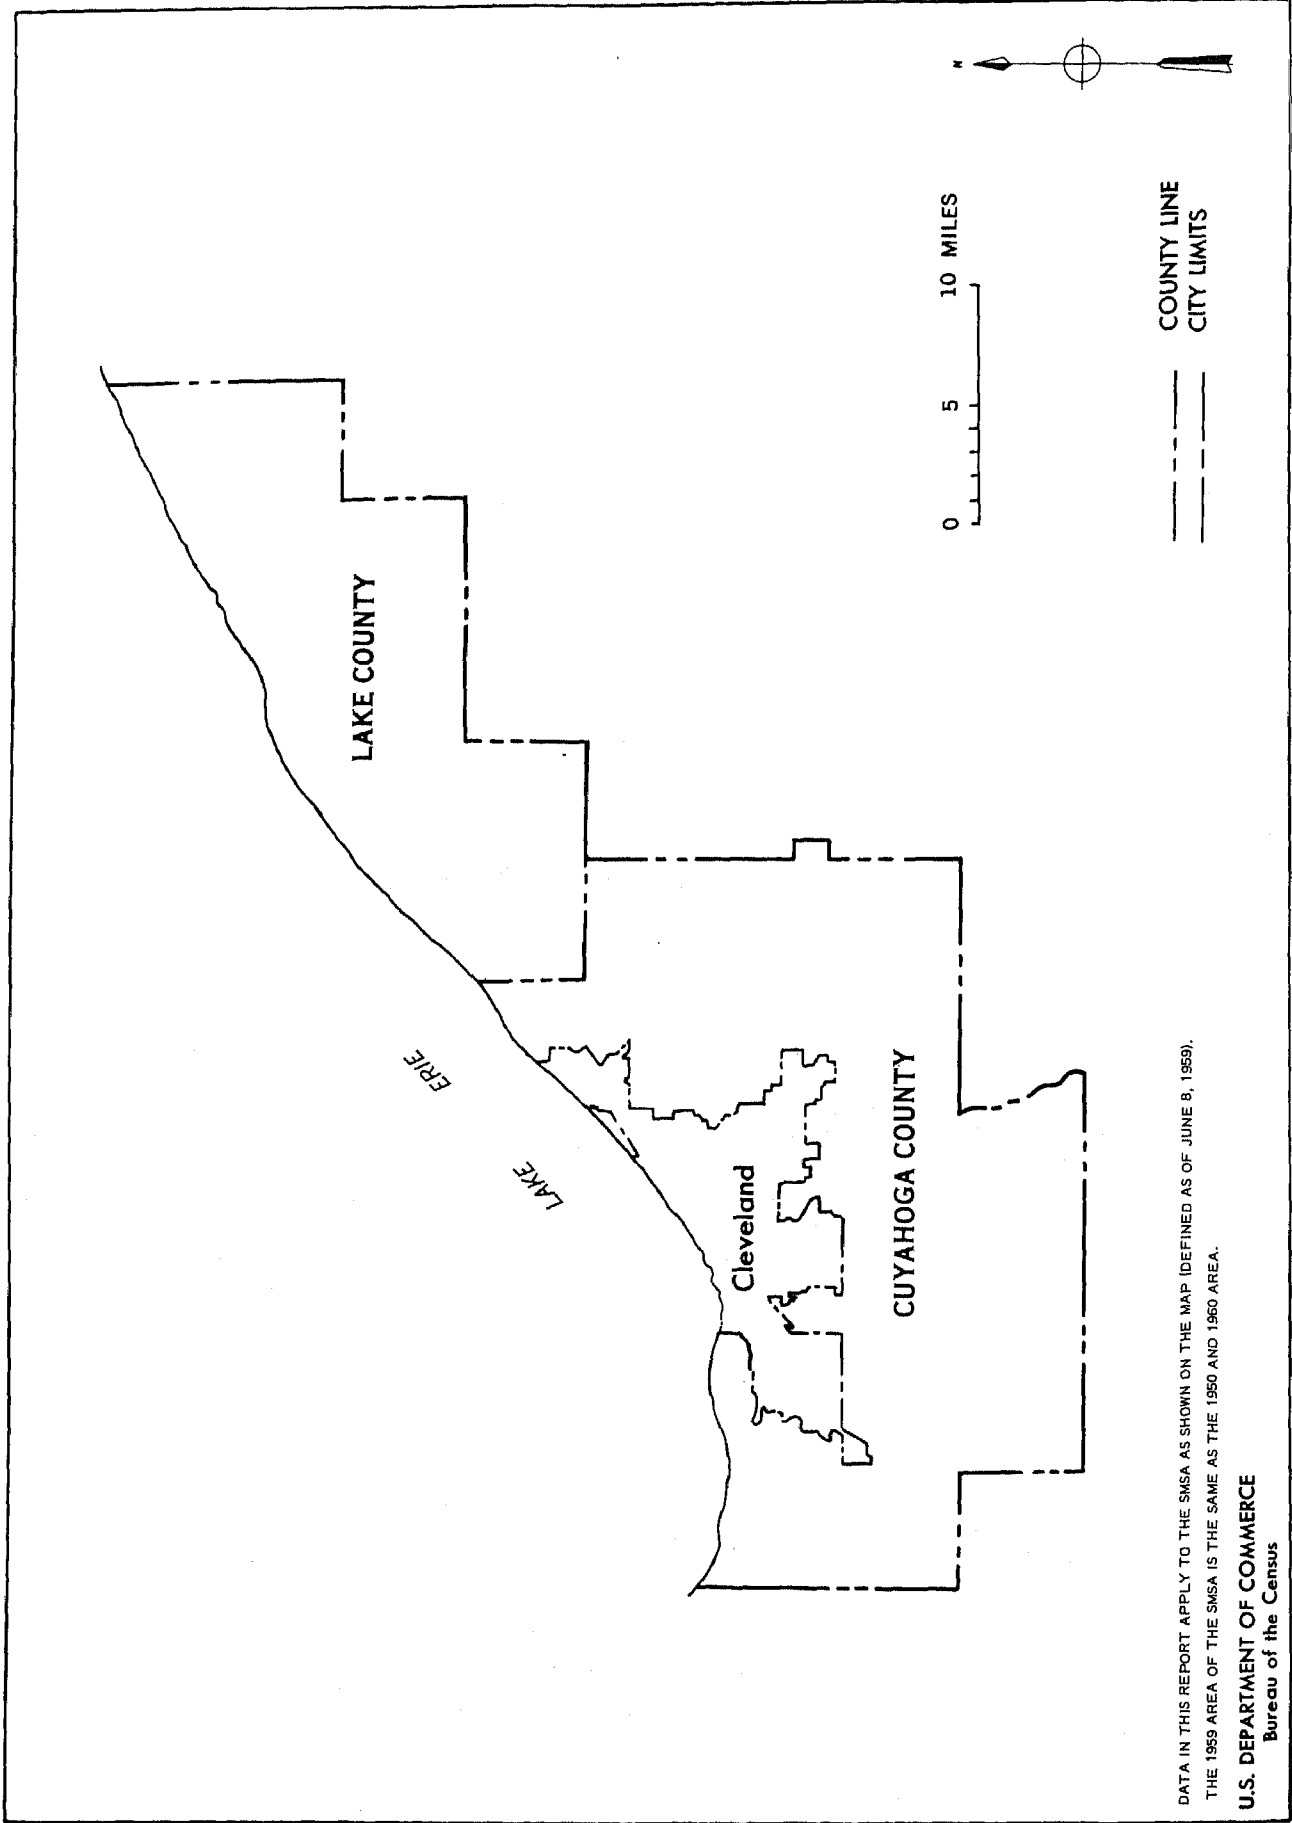 N
LAKE COUNTY
LAKE ERIE
Cleveland
CUYAHOGA COUNTY
0 5 10 MILES
COUNTY LINE
CITY LIMITS
DATA IN THIS REPORT APPLY TO THE SMSA AS SHOWN ON THE MAP (DEFINED AS OF JUNE 8, 1959).
THE 1959 AREA OF THE SMSA IS THE SAME AS THE 1950 AND 1960 AREA.
U.S. DEPARTMENT OF COMMERCE
Bureau of the Census